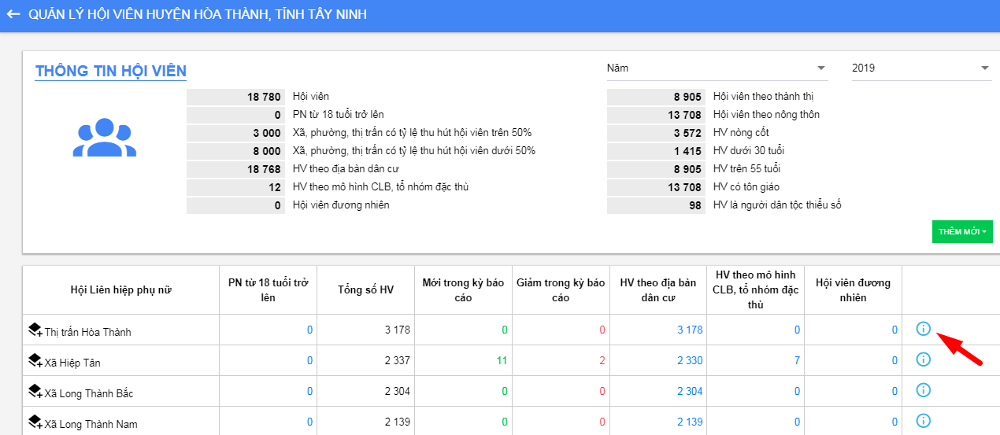 QUẢN LÝ HỘI VIÊN HUYỆN HÒA THÀNH, TỈNH TÂY NINH
THÔNG TIN HỘI VIÊN
Năm 2019
18 780 Hội viên 8 905 Hội viên theo thành thị
0 PN từ 18 tuổi trở lên 13 708 Hội viên theo nông thôn
3 000 Xã, phường, thị trấn có tỷ lệ thu hút hội viên trên 50% 3 572 HV nòng cốt
8 000 Xã, phường, thị trấn có tỷ lệ thu hút hội viên dưới 50% 1 415 HV dưới 30 tuổi
18 768 HV theo địa bàn dân cư 8 905 HV trên 55 tuổi
12 HV theo mô hình CLB, tổ nhóm đặc thù 13 708 HV có tôn giáo
0 Hội viên đương nhiên 98 HV là người dân tộc thiểu số
THÊM MỚI
Hội Liên hiệp phụ nữ PN từ 18 tuổi trở lên Tổng số HV Mới trong kỳ báo cáo Giảm trong kỳ báo cáo HV theo địa bàn dân cư HV theo mô hình CLB, tổ nhóm đặc thù Hội viên đương nhiên
Thị trấn Hòa Thành 0 3 178 0 0 3 178 0 0
Xã Hiệp Tân 0 2 337 11 2 2 330 7 0
Xã Long Thành Bắc 0 2 304 0 0 2 304 0 0
Xã Long Thành Nam 0 2 139 0 0 2 139 0 0